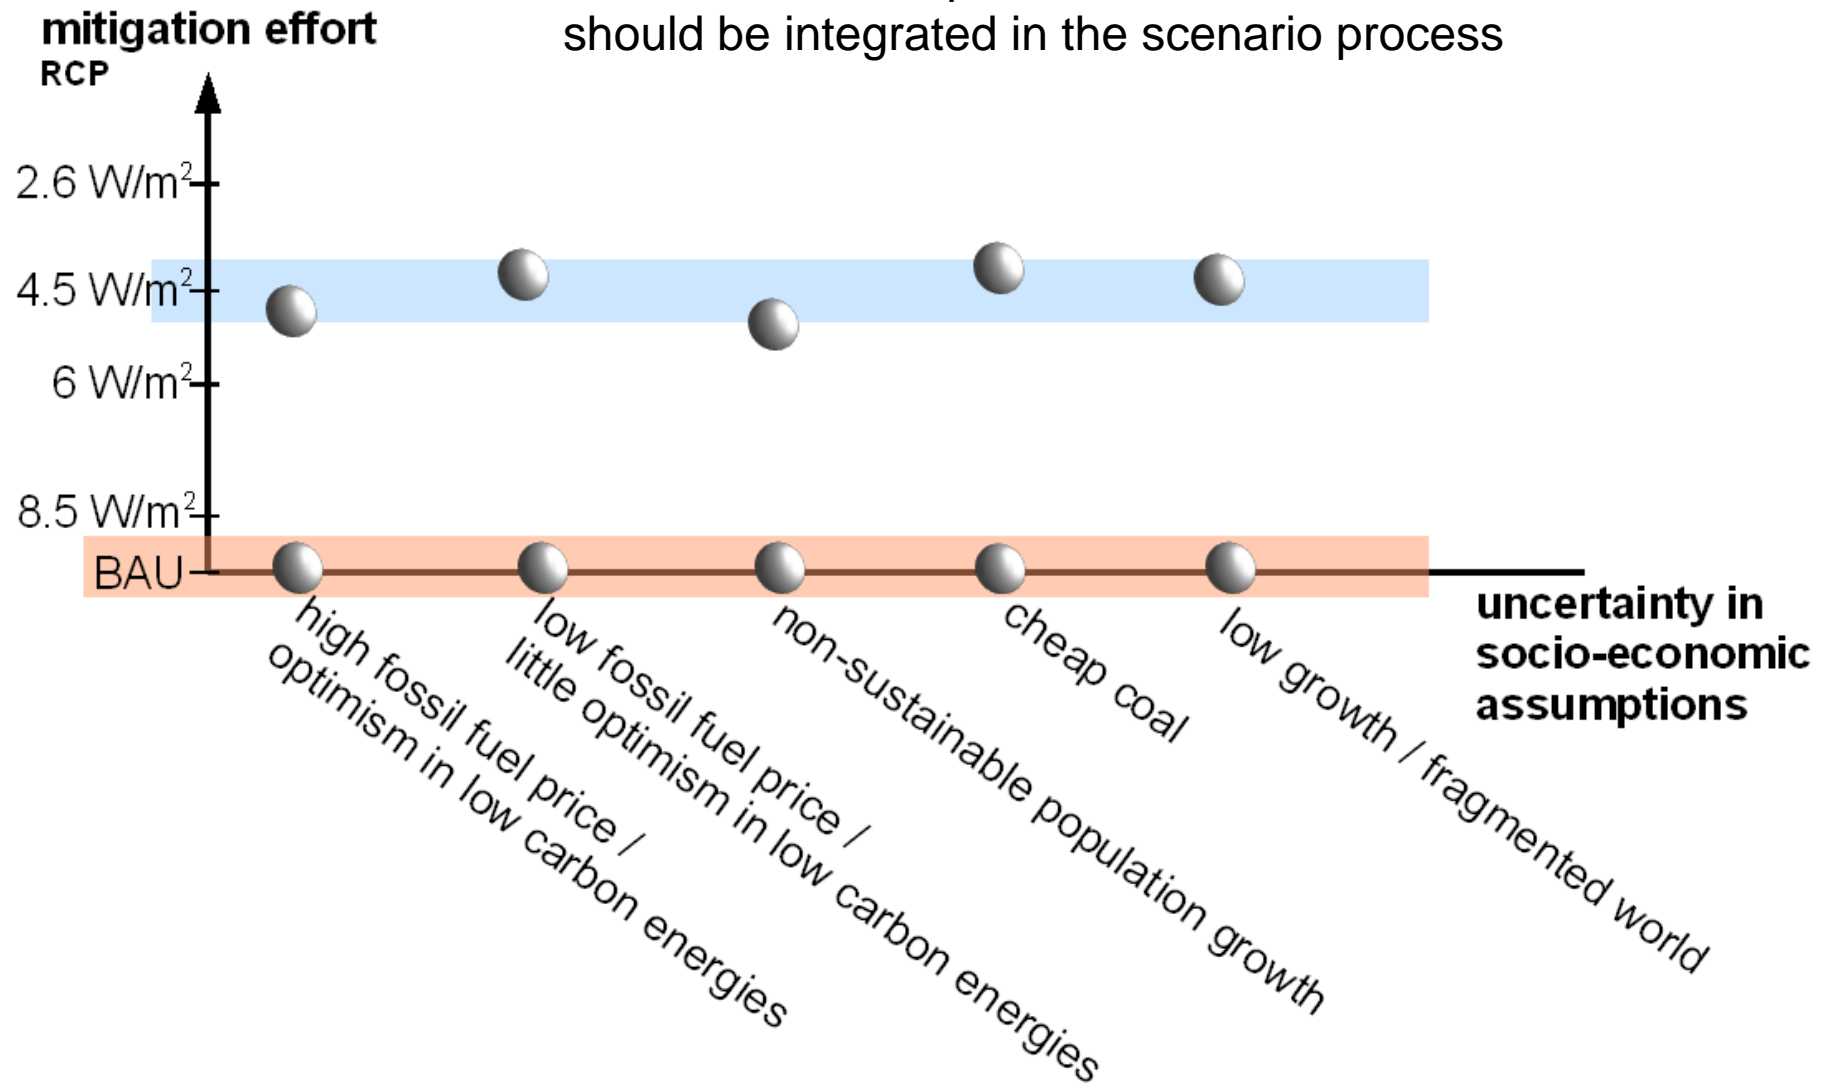 mitigation effort
RCP
should be integrated in the scenario process
2.6 W/m²
4.5 W/m²
6 W/m²
8.5 W/m²
BAU
high fossil fuel price /
optimism in low carbon energies
low fossil fuel price /
little optimism in low carbon energies
non-sustainable population growth
cheap coal
low growth / fragmented world
uncertainty in
socio-economic
assumptions